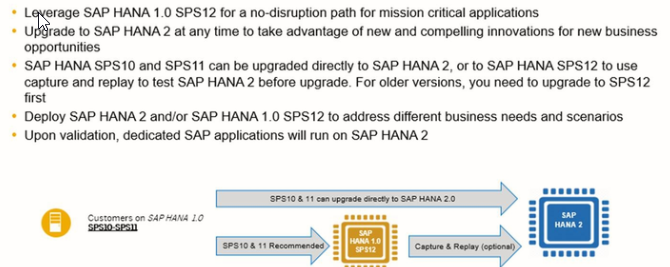 • Leverage SAP HANA 1.0 SPS12 for a no-disruption path for mission critical applications
• Upgrade to SAP HANA 2 at any time to take advantage of new and compelling innovations for new business
opportunities
• SAP HANA SPS10 and SPS11 can be upgraded directly to SAP HANA 2, or to SAP HANA SPS12 to use
capture and replay to test SAP HANA 2 before upgrade. For older versions, you need to upgrade to SPS12
first
• Deploy SAP HANA 2 and/or SAP HANA 1.0 SPS12 to address different business needs and scenarios
• Upon validation, dedicated SAP applications will run on SAP HANA 2
SPS10 & 11 can upgrade directly to SAP HANA 2.0
Customers on SAP HANA 1.0
SPS10-SPS11
SPS10 & 11 Recommended
SAP
HANA 1.0
SPS12
Capture & Replay (optional)
SAP
HANA 2